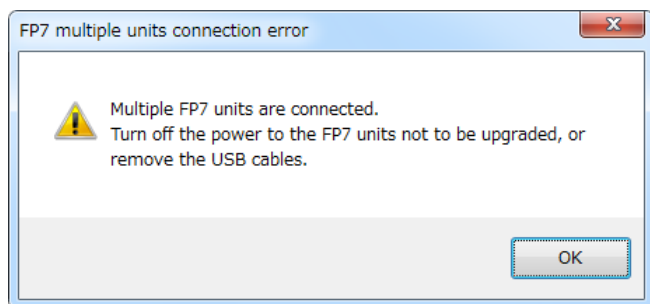 FP7 multiple units connection error
Multiple FP7 units are connected.
Turn off the power to the FP7 units not to be upgraded, or
remove the USB cables.
OK